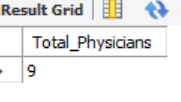 Result Grid
Total_Physicians
9